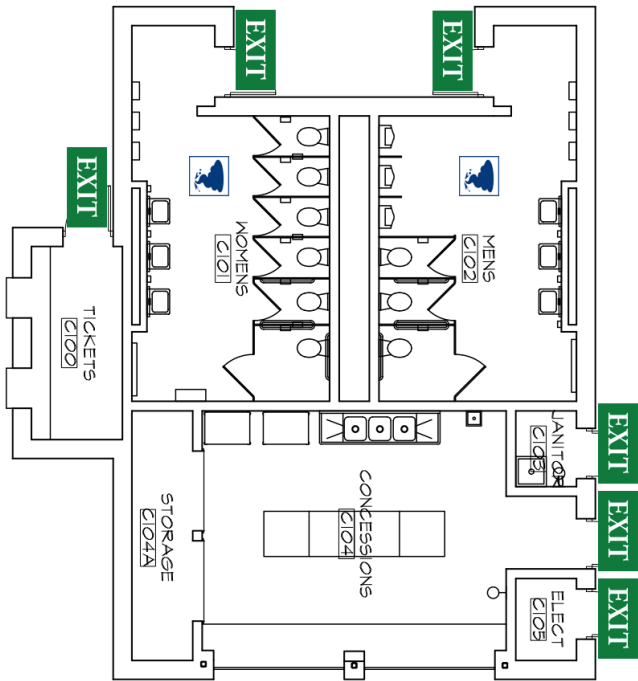 EXIT
EXIT
EXIT
WOMENS
C101
MENS
C102
TICKETS
C100
JANITOR
C103
EXIT
CONCESSIONS
C104
EXIT
STORAGE
C104A
ELECT
C105
EXIT